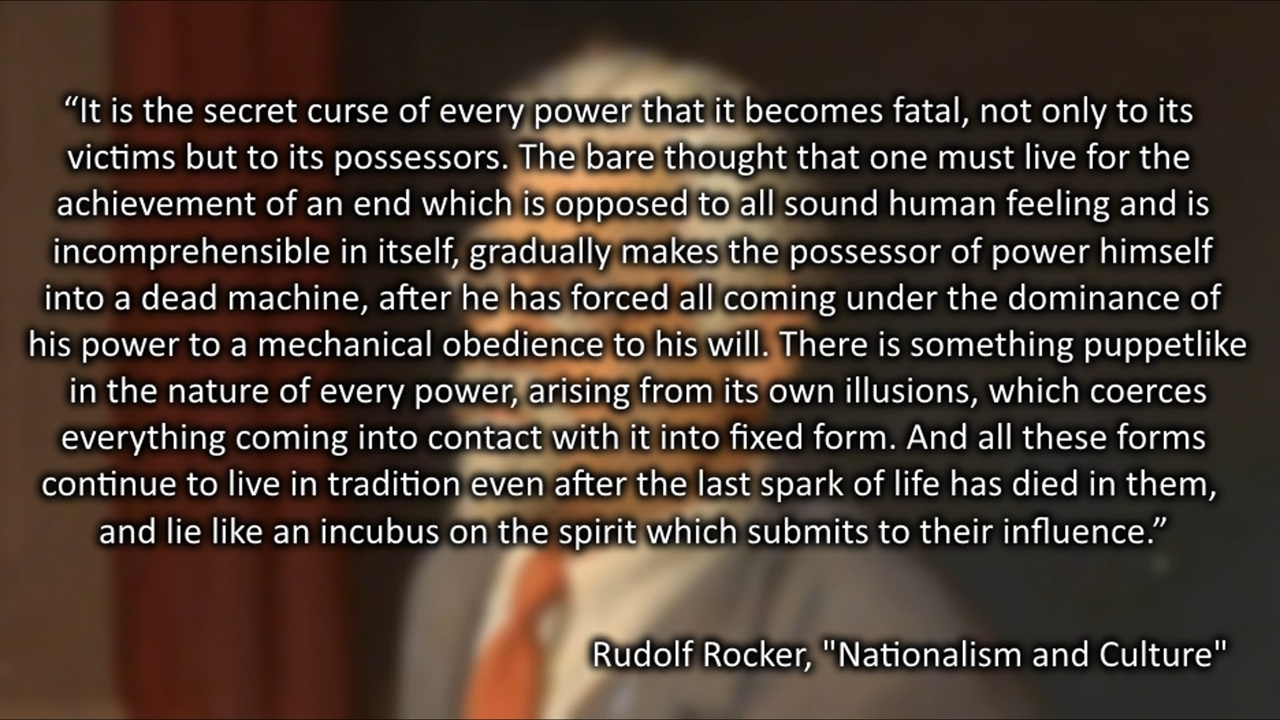 “It is the secret curse of every power that it becomes fatal, not only to its
victims but to its possessors. The bare thought that one must live for the
achievement of an end which is opposed to all sound human feeling and is
incomprehensible in itself, gradually makes the possessor of power himself
into a dead machine, after he has forced all coming under the dominance of
his power to a mechanical obedience to his will. There is something puppetlike
in the nature of every power, arising from its own illusions, which coerces
everything coming into contact with it into fixed form. And all these forms
continue to live in tradition even after the last spark of life has died in them,
and lie like an incubus on the spirit which submits to their influence.”
Rudolf Rocker, "Nationalism and Culture"